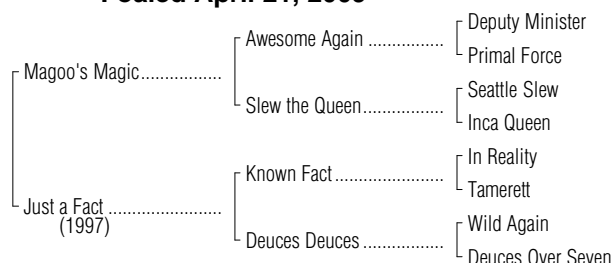 Foaled April 21,
Deputy Minister
Awesome Again ................
Primal Force
Magoo's Magic.................
Seattle Slew
Slew the Queen.................
Inca Queen
In Reality
Known Fact ......................
Tamerett
Just a Fact ........................
(1997)
Wild Again
Deuces Deuces ................
Deuces Over Seven